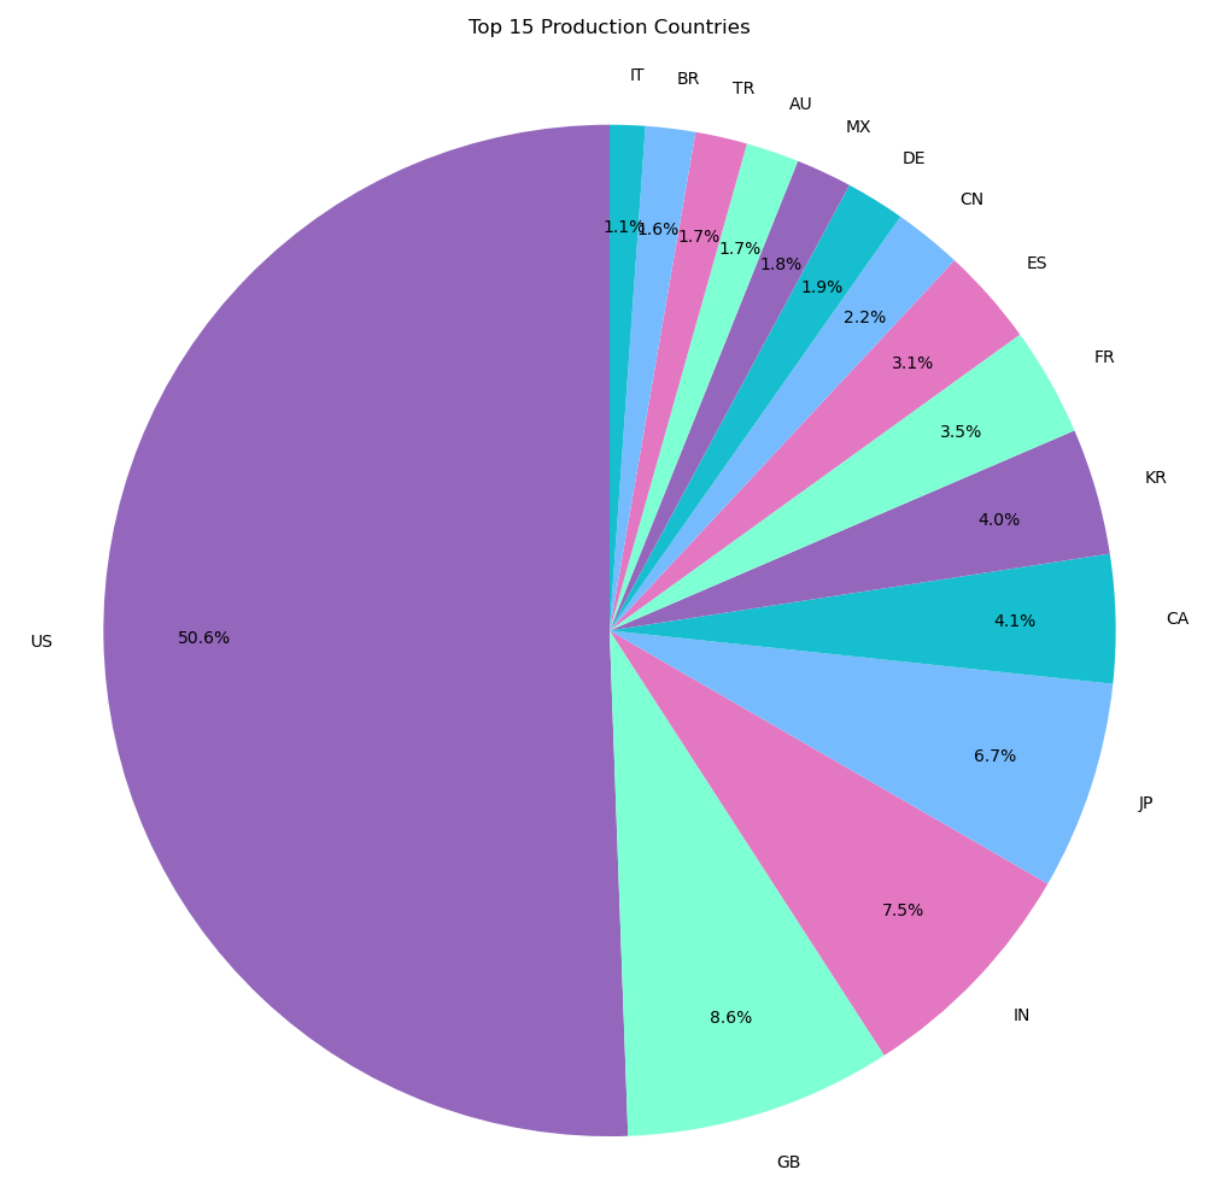 Top 15 Production Countries
IT
BR
TR
AU
MX
DE
CN
ES
FR
KR
CA
JP
IN
GB
US
1.1%
1.6%
1.7%
1.7%
1.8%
1.9%
2.2%
3.1%
3.5%
4.0%
4.1%
6.7%
7.5%
8.6%
50.6%